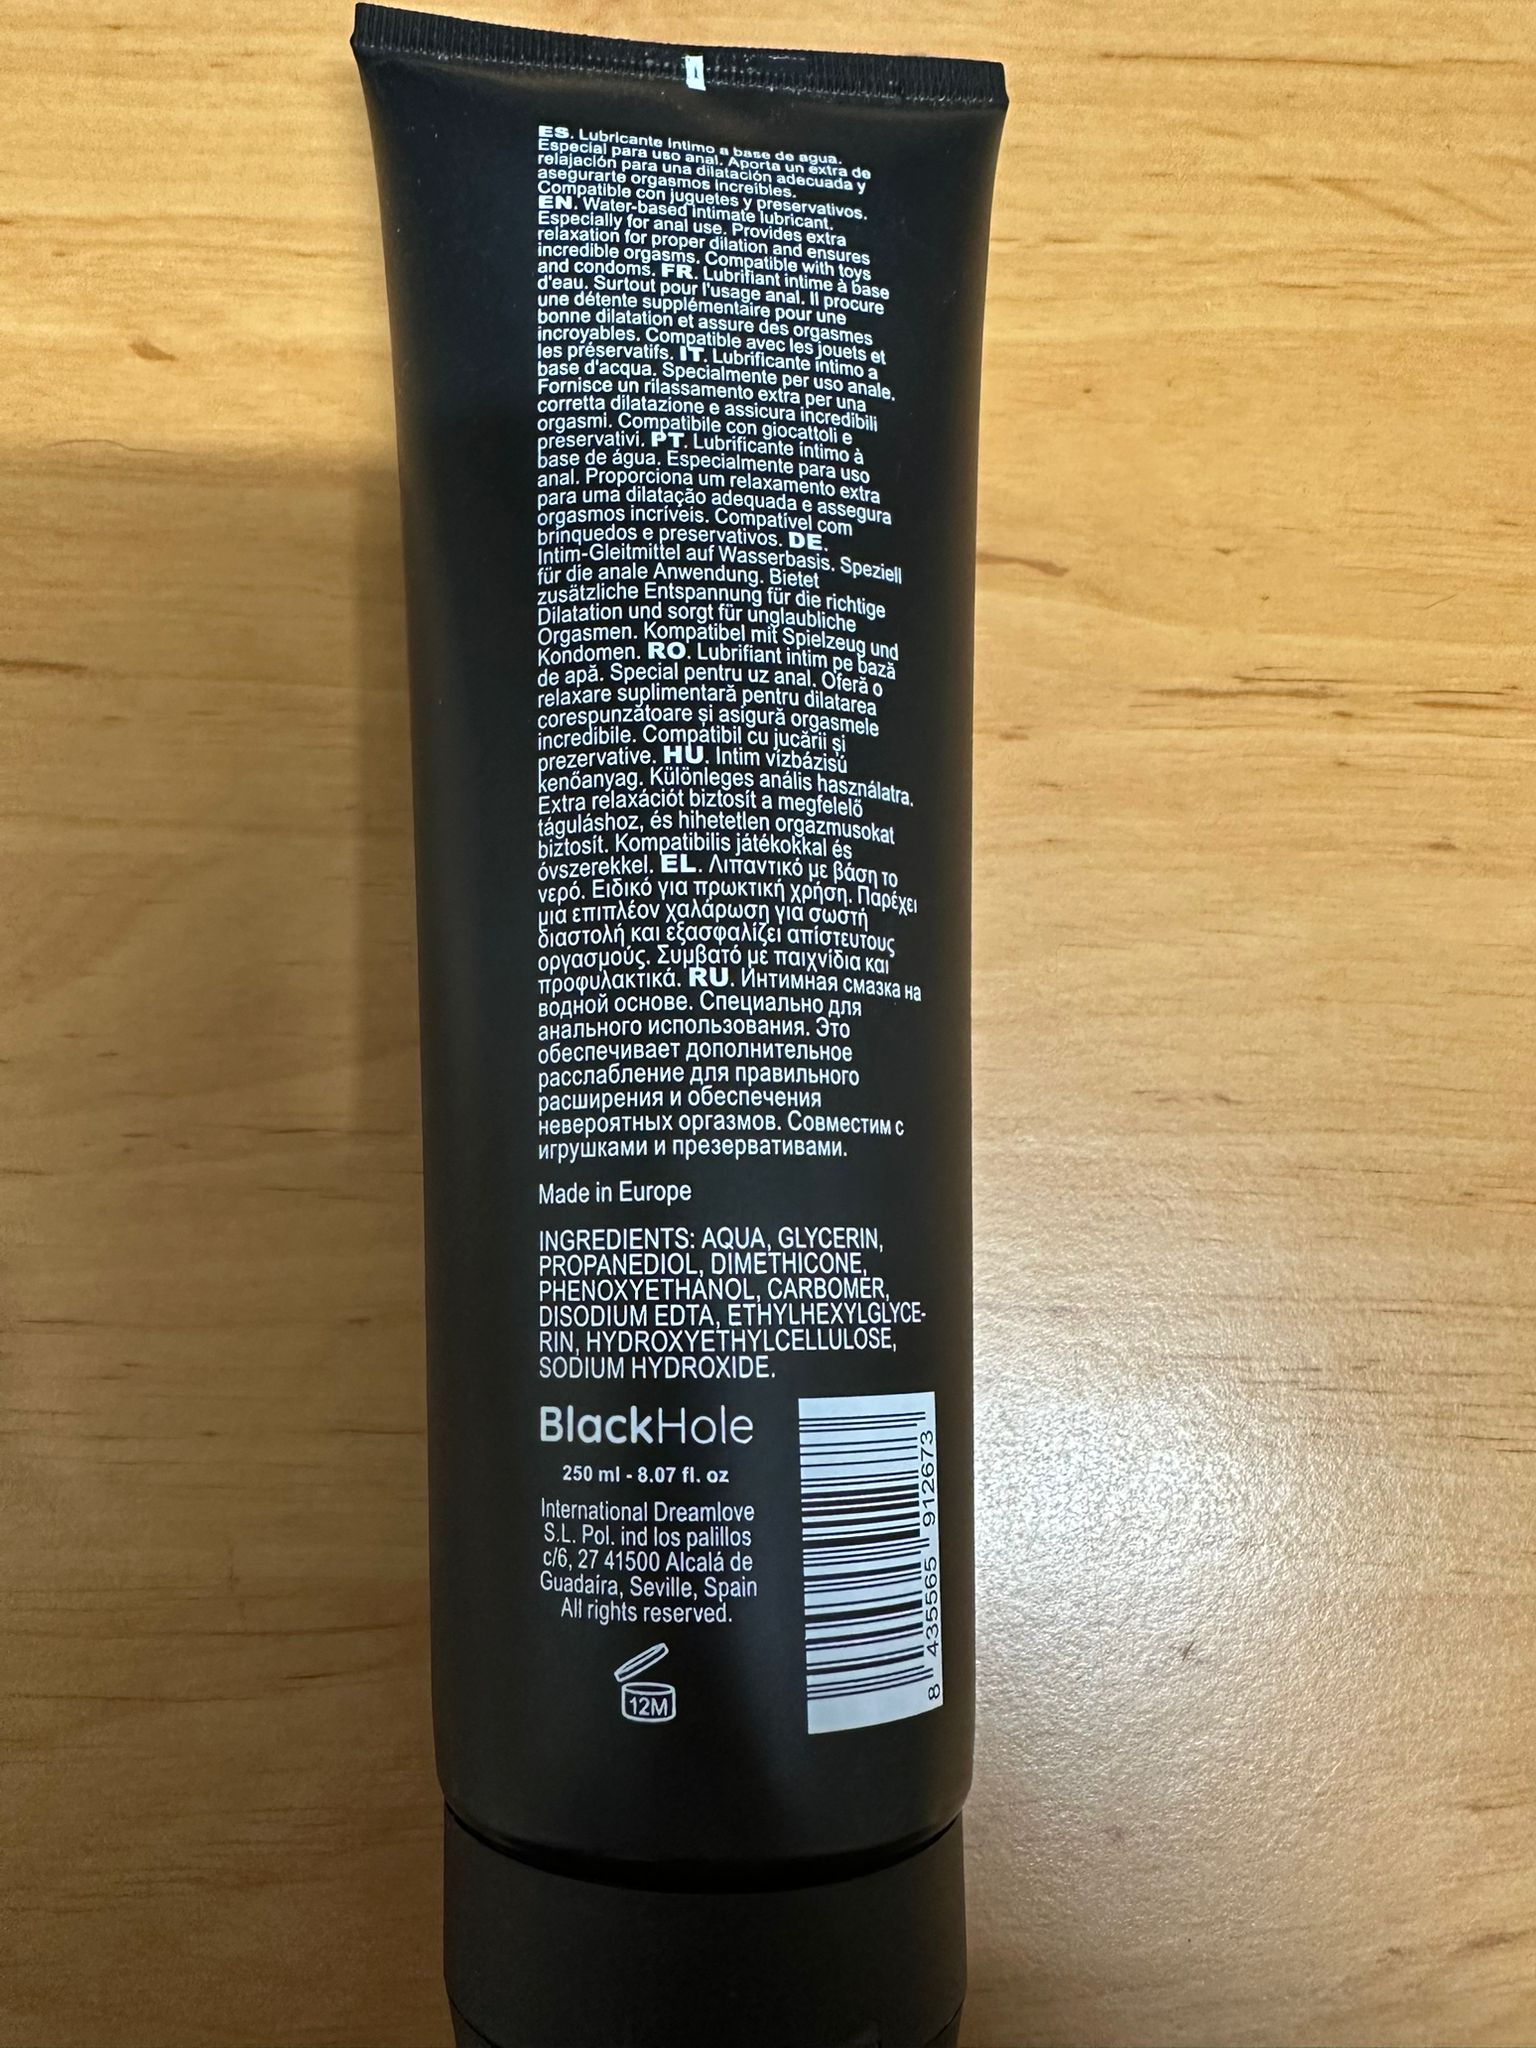 ES. Lubricante íntimo a base de agua.
Especial para uso anal. Aporta un extra de
relajación para una dilatación adecuada y
asegurarte orgasmos increíbles.
Compatible con juguetes y preservativos.
EN. Water-based intimate lubricant.
Especially for anal use. Provides extra
relaxation for proper dilation and ensures
incredible orgasms. Compatible with toys
and condoms. FR. Lubrifiant intime à base
d'eau. Surtout pour l'usage anal. Il procure
une détente supplémentaire pour une
bonne dilatation et assure des orgasmes
incroyables. Compatible avec les jouets et
les préservatifs. IT. Lubrificante intimo a
base d'acqua. Specialmente per uso anale.
Fornisce un rilassamento extra per una
corretta dilatazione e assicura incredibili
orgasmi. Compatibile con giocattoli e
preservativi. PT. Lubrificante íntimo à
base de água. Especialmente para uso
anal. Proporciona um relaxamento extra
para uma dilatação adequada e assegura
orgasmos incríveis. Compatível com
brinquedos e preservativos. DE.
Intim-Gleitmittel auf Wasserbasis. Speziell
für die anale Anwendung. Bietet
zusätzliche Entspannung für die richtige
Dilatation und sorgt für unglaubliche
Orgasmen. Kompatibel mit Spielzeug und
Kondomen. RO. Lubrifiant intim pe bază
de apă. Special pentru uz anal. Oferă o
relaxare suplimentară pentru dilatarea
corespunzătoare și asigură orgasmele
incredibile. Compatibil cu jucării și
prezervative. HU. Intim vízbázisú
kenőanyag. Különleges anális használatra.
Extra relaxációt biztosít a megfelelő
táguláshoz, és hihetetlen orgazmusokat
biztosít. Kompatibilis játékokkal és
óvszerekkel. EL. Λιπαντικό με βάση το
νερό. Ειδικό για πρωκτική χρήση. Παρέχει
μια επιπλέον χαλάρωση για σωστή
διαστολή και εξασφαλίζει απίστευτους
οργασμούς. Συμβατό με παιχνίδια και
προφυλακτικά. RU. Интимная смазка на
водной основе. Специально для
анального использования. Это
обеспечивает дополнительное
расслабление для правильного
расширения и обеспечения
невероятных оргазмов. Совместим с
игрушками и презервативами.
Made in Europe
INGREDIENTS: AQUA, GLYCERIN,
PROPANEDIOL, DIMETHICONE,
PHENOXYETHANOL, CARBOMER,
DISODIUM EDTA, ETHYLHEXYLGLYCE-
RIN, HYDROXYETHYLCELLULOSE,
SODIUM HYDROXIDE.
BlackHole
250 ml - 8.07 fl. oz
International Dreamlove
S.L. Pol. ind los palillos
c/6, 27 41500 Alcalá de
Guadaíra, Seville, Spain
All rights reserved.
12M
8 435565 912673